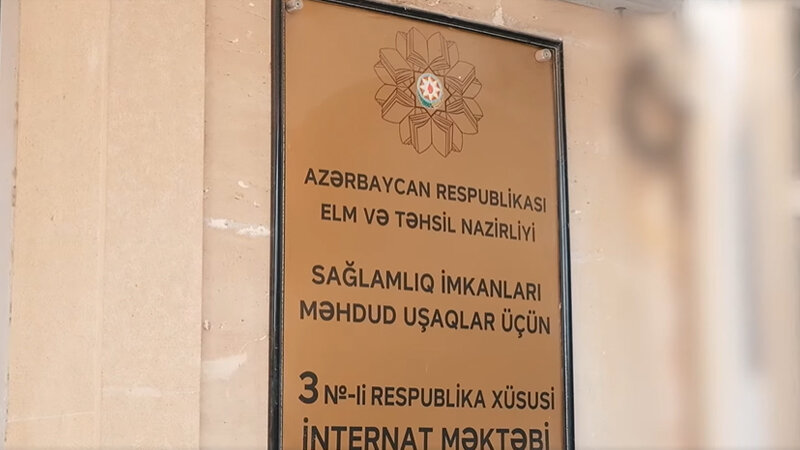 AZƏRBAYCAN RESPUBLİKASI
ELM VƏ TƏHSİL NAZİRLİYİ
SAĞLAMLIQ İMKANLARI
MƏHDUD UŞAQLAR ÜÇÜN
3 №-li RESPUBLİKA XÜSUSİ
İNTERNAT MƏKTƏBİ